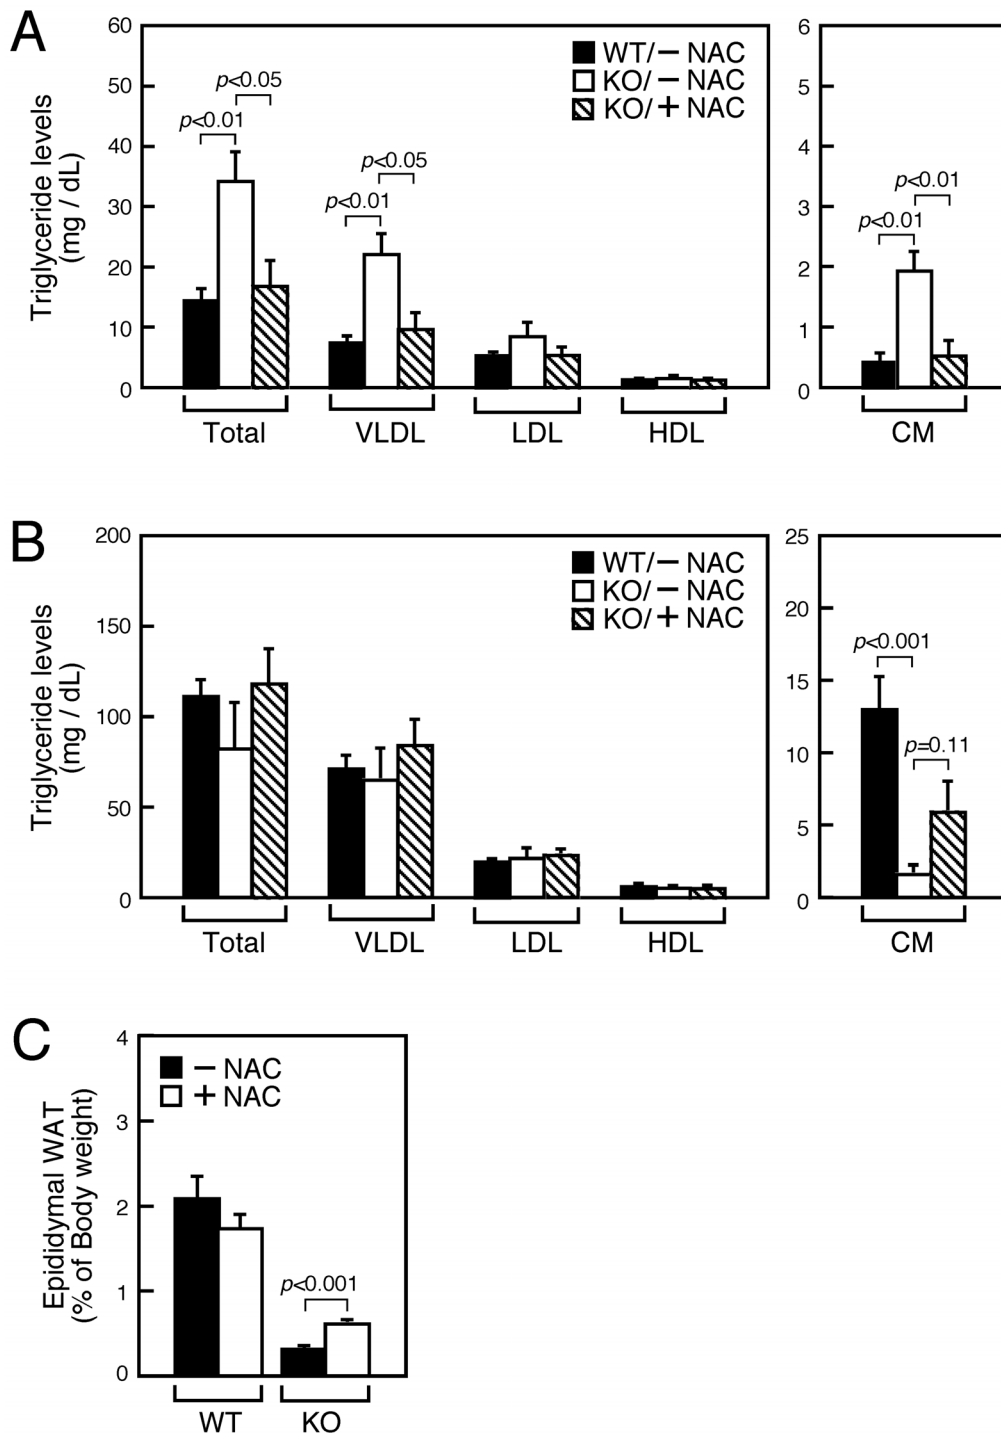 A
Triglyceride levels
(mg / dL)
60
50
40
30
20
10
0
WT/− NAC
KO/− NAC
KO/+ NAC
p<0.05
p<0.01
p<0.05
p<0.01
Total
VLDL
LDL
HDL
6
5
4
3
2
1
0
p<0.01
p<0.01
CM
B
Triglyceride levels
(mg / dL)
200
150
100
50
0
WT/− NAC
KO/− NAC
KO/+ NAC
Total
VLDL
LDL
HDL
25
20
15
10
5
0
p<0.001
p=0.11
CM
C
Epididymal WAT
(% of Body weight)
4
3
2
1
0
− NAC
+ NAC
p<0.001
WT
KO